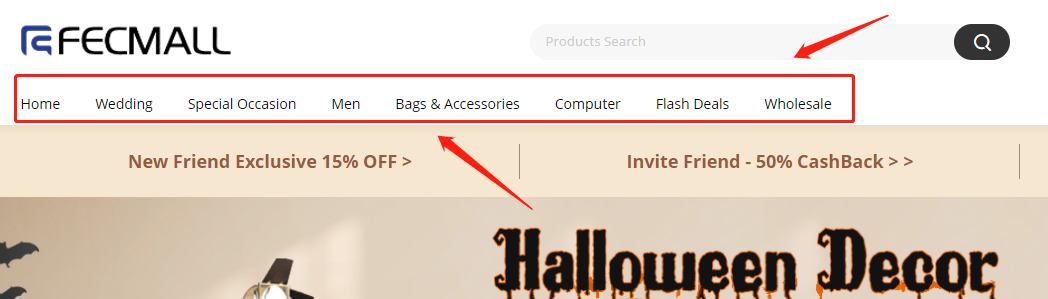 FECMALL
Products Search
Home Wedding Special Occasion Men Bags & Accessories Computer Flash Deals Wholesale
New Friend Exclusive 15% OFF > Invite Friend - 50% CashBack > >
Halloween Decor